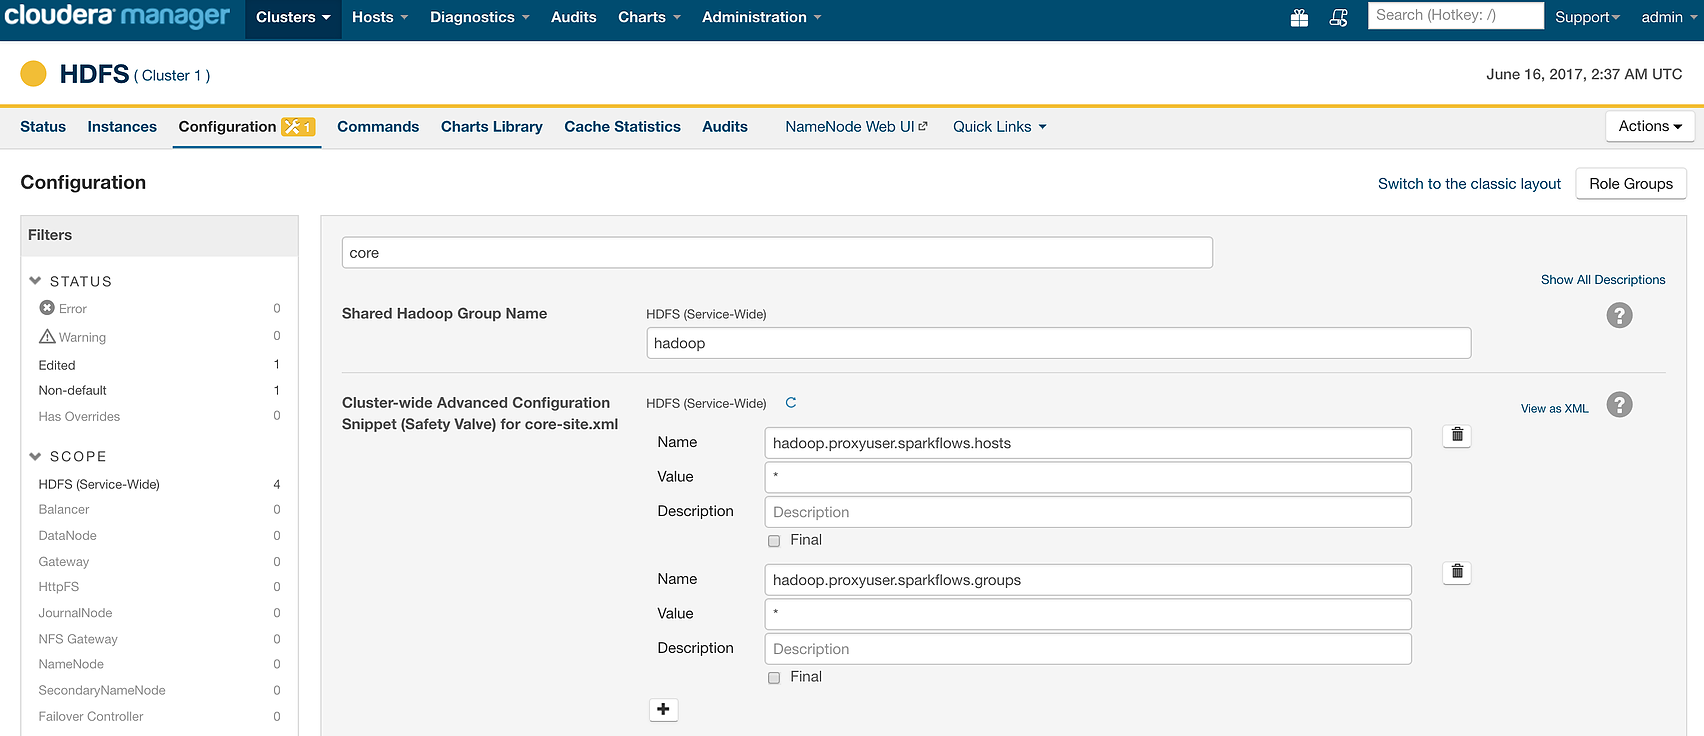 cloudera manager Clusters Hosts Diagnostics Audits Charts Administration Search (Hotkey: /) Support admin
HDFS ( Cluster 1 ) June 16, 2017, 2:37 AM UTC
Status Instances Configuration 1 Commands Charts Library Cache Statistics Audits NameNode Web UI Quick Links Actions
Configuration Switch to the classic layout Role Groups
Filters
STATUS
Error 0
Warning 0
Edited 1
Non-default 1
Has Overrides 0
SCOPE
HDFS (Service-Wide) 4
Balancer 0
DataNode 0
Gateway 0
HttpFS 0
JournalNode 0
NFS Gateway 0
NameNode 0
SecondaryNameNode 0
Failover Controller 0
core
Show All Descriptions
Shared Hadoop Group Name HDFS (Service-Wide) ?
hadoop
Cluster-wide Advanced Configuration
Snippet (Safety Valve) for core-site.xml
HDFS (Service-Wide) View as XML ?
Name hadoop.proxyuser.sparkflows.hosts
Value *
Description Description
Final
Name hadoop.proxyuser.sparkflows.groups
Value *
Description Description
Final
+